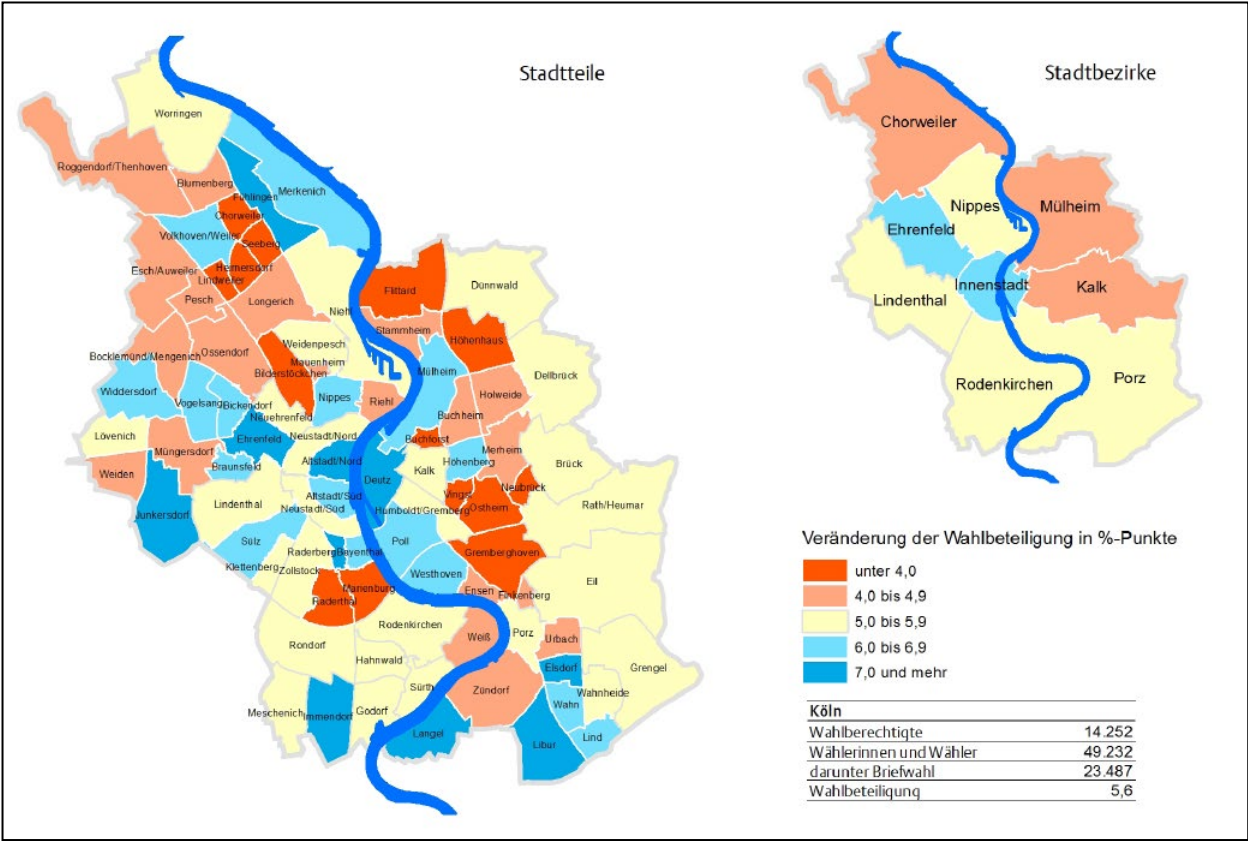 Stadtteile
Stadtbezirke
Worringen
Roggendorf/Thenhoven
Blumenberg
Fühlingen
Merkenich
Chorweiler
Volkhoven/Weiler
Seeberg
Heimersdorf
Esch/Auweiler
Lindweiler
Pesch
Longerich
Niehl
Flittard
Dünnwald
Stammheim
Höhenhaus
Weidenpesch
Ossendorf
Bocklemünd/Mengenich
Mauenheim
Bilderstöckchen
Mülheim
Dellbrück
Widdersdorf
Vogelsang
Bickendorf
Nippes
Riehl
Holweide
Buchheim
Neuehrenfeld
Lövenich
Ehrenfeld
Neustadt/Nord
Buchforst
Müngersdorf
Merheim
Weiden
Braunsfeld
Altstadt/Nord
Kalk
Höhenberg
Brück
Deutz
Neubrück
Lindenthal
Altstadt/Süd
Vingst
Neustadt/Süd
Humboldt/Gremberg
Ostheim
Rath/Heumar
Junkersdorf
Sülz
Raderberg
Bayenthal
Poll
Gremberghoven
Klettenberg
Zollstock
Westhoven
Eil
Marienburg
Raderthal
Ensen
Finkenberg
Rodenkirchen
Weiß
Porz
Urbach
Rondorf
Hahnwald
Elsdorf
Grengel
Sürth
Zündorf
Wahnheide
Wahn
Meschenich
Immendorf
Godorf
Langel
Libur
Lind
Chorweiler
Nippes
Mülheim
Ehrenfeld
Innenstadt
Kalk
Lindenthal
Rodenkirchen
Porz
Veränderung der Wahlbeteiligung in %-Punkte
unter 4,0
4,0 bis 4,9
5,0 bis 5,9
6,0 bis 6,9
7,0 und mehr
Köln
Wahlberechtigte 14.252
Wählerinnen und Wähler 49.232
darunter Briefwahl 23.487
Wahlbeteiligung 5,6